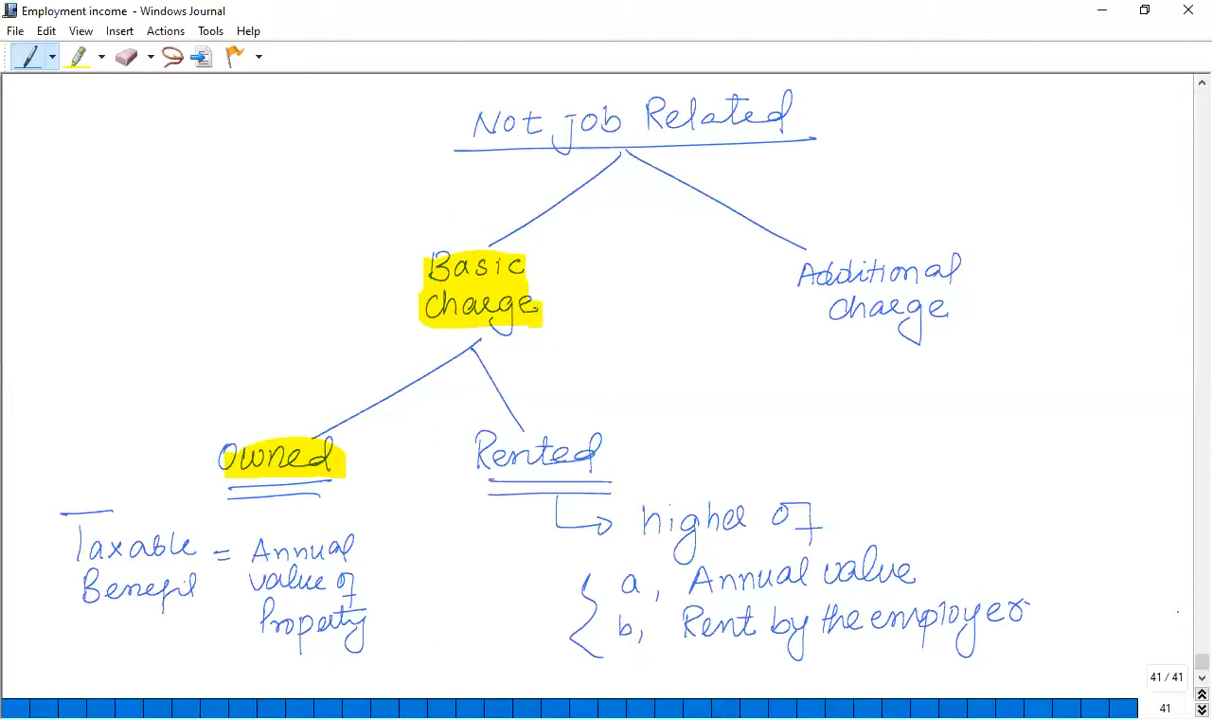 Employment income - Windows Journal
File Edit View Insert Actions Tools Help
Not job Related
Basic
charge
Additional
charge
Owned
Rented
Taxable = Annual
Benefit value of
Property
higher of
a, Annual value
b, Rent by the employer
41 / 41
41